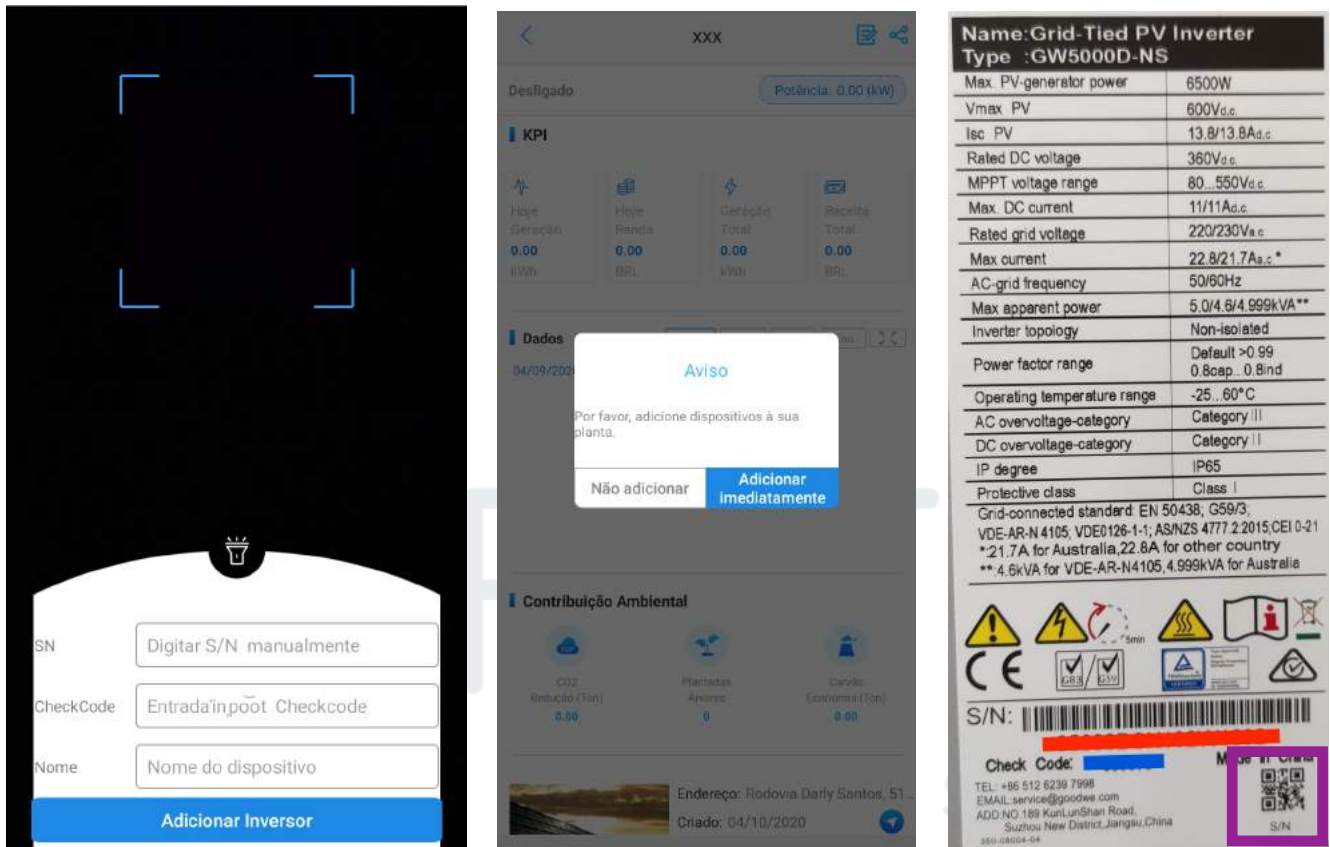 SN
Digitar S/N manualmente
CheckCode
Entrada'inpoot Checkcode
Nome
Nome do dispositivo
Adicionar Inversor
xxx
Desligado
Potência: 0.00 (kW)
KPI
Hoje Geração
0.00
kWh
Hoje Renda
0.00
BRL
Geração Total
0.00
kWh
Receita Total
0.00
BRL
Dados
04/09/202
Aviso
Por favor, adicione dispositivos à sua
planta.
Não adicionar
Adicionar
imediatamente
Contribuição Ambiental
CO2
Redução (Ton)
0.00
Plantadas
Árvores
0
Carvão
Economia (Ton)
0.00
Endereço: Rodovia Darly Santos, 51...
Criado: 04/10/2020
Name:Grid-Tied PV Inverter
Type :GW5000D-NS
Max. PV-generator power 6500W
Vmax PV 600Vd.c.
Isc PV 13.8/13.8Ad.c
Rated DC voltage 360Vd.c.
MPPT voltage range 80...550Vd.c
Max. DC current 11/11Ad.c
Rated grid voltage 220/230Va.c
Max current 22.8/21.7Aa.c *
AC-grid frequency 50/60Hz
Max apparent power 5.0/4.6/4.999kVA**
Inverter topology Non-isolated
Power factor range Default >0.99
0.8cap...0.8ind
Operating temperature range -25...60°C
AC overvoltage-category Category III
DC overvoltage-category Category II
IP degree IP65
Protective class Class I
Grid-connected standard: EN 50438; G59/3;
VDE-AR-N 4105; VDE0126-1-1; AS/NZS 4777.2:2015;CEI 0-21
*:21.7A for Australia,22.8A for other country
**:4.6kVA for VDE-AR-N4105,4.999kVA for Australia
5min
CE
G83/ G59
S/N:
Check Code:
Made in China
TEL: +86 512 6239 7998
EMAIL:service@goodwe.com
ADD:NO.189 KunLunShan Road,
Suzhou New District,Jiangsu,China
350-08004-04
S/N